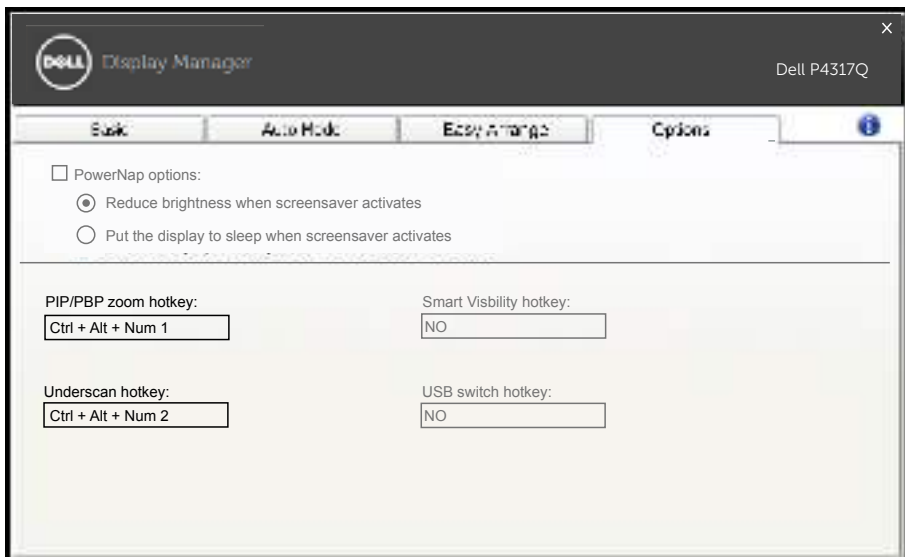 X
DELL Display Manager
Dell P4317Q
Basic Auto Mode Easy Arrange Options
PowerNap options:
Reduce brightness when screensaver activates
Put the display to sleep when screensaver activates
PIP/PBP zoom hotkey: Smart Visbility hotkey:
Ctrl + Alt + Num 1 NO
Underscan hotkey: USB switch hotkey:
Ctrl + Alt + Num 2 NO